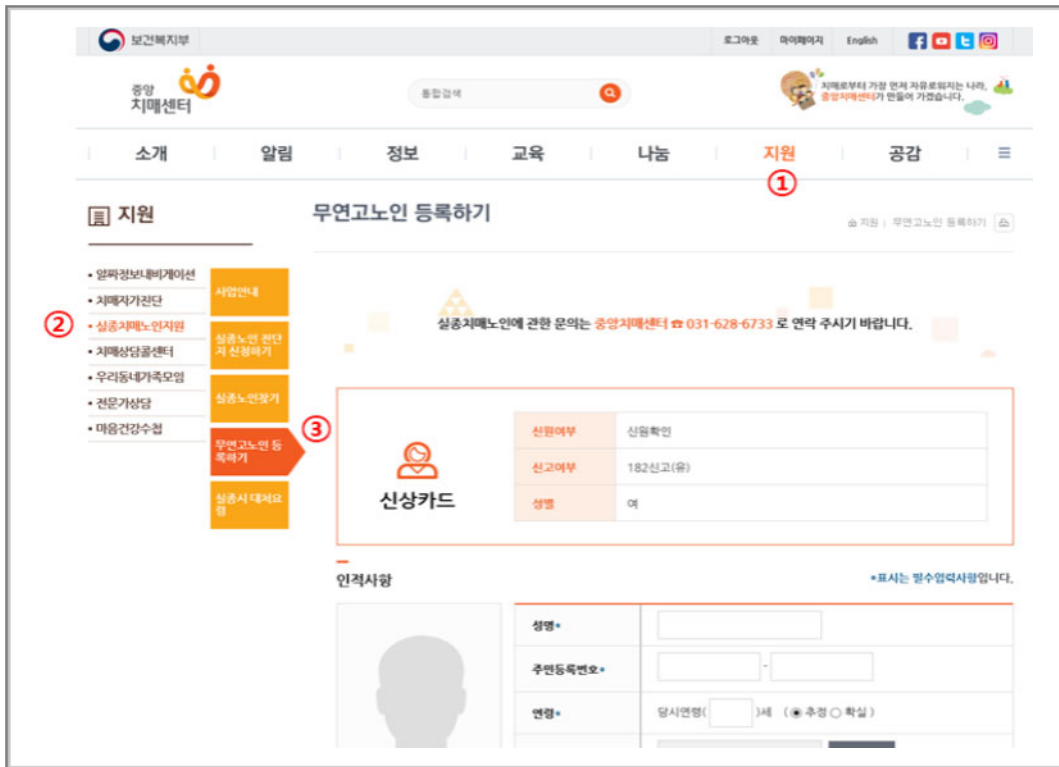 보건복지부
로그아웃 마이페이지 English
중앙
치매센터
통합검색
치매로부터 가장 먼저 자유로워지는 나라,
중앙치매센터가 만들어 가겠습니다.
소개 알림 정보 교육 나눔 지원 공감
①
지원
무연고노인 등록하기
지원 | 무연고노인 등록하기
• 알짜정보내비게이션
• 치매자가진단
② • 실종치매노인지원
• 치매상담콜센터
• 우리동네가족모임
• 전문가상담
• 마음건강수첩
사업안내
실종노인 전단
지 신청하기
실종노인찾기
③
무연고노인 등
록하기
실종시 대처요
령
실종치매노인에 관한 문의는 중앙치매센터 ☎ 031-628-6733 로 연락 주시기 바랍니다.
신상카드
신원여부 신원확인
신고여부 182신고(유)
성별 여
인적사항
*표시는 필수입력사항입니다.
성명*
주민등록번호* -
연령* 당시연령( )세 ( 추정 확실 )